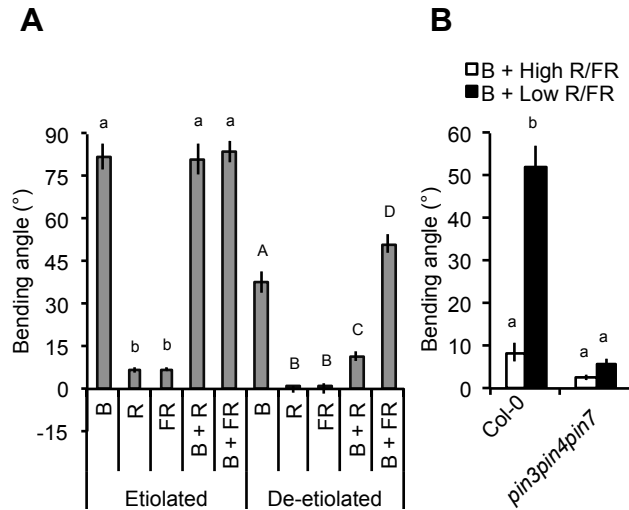 A
B
B + High R/FR
B + Low R/FR
Bending angle (°)
90
75
60
45
30
15
0
-15
a
b
b
a
a
A
B
B
C
D
B
R
FR
B + R
B + FR
B
R
FR
B + R
B + FR
Etiolated
De-etiolated
Bending angle (°)
60
50
40
30
20
10
0
a
b
a
a
Col-0
pin3pin4pin7